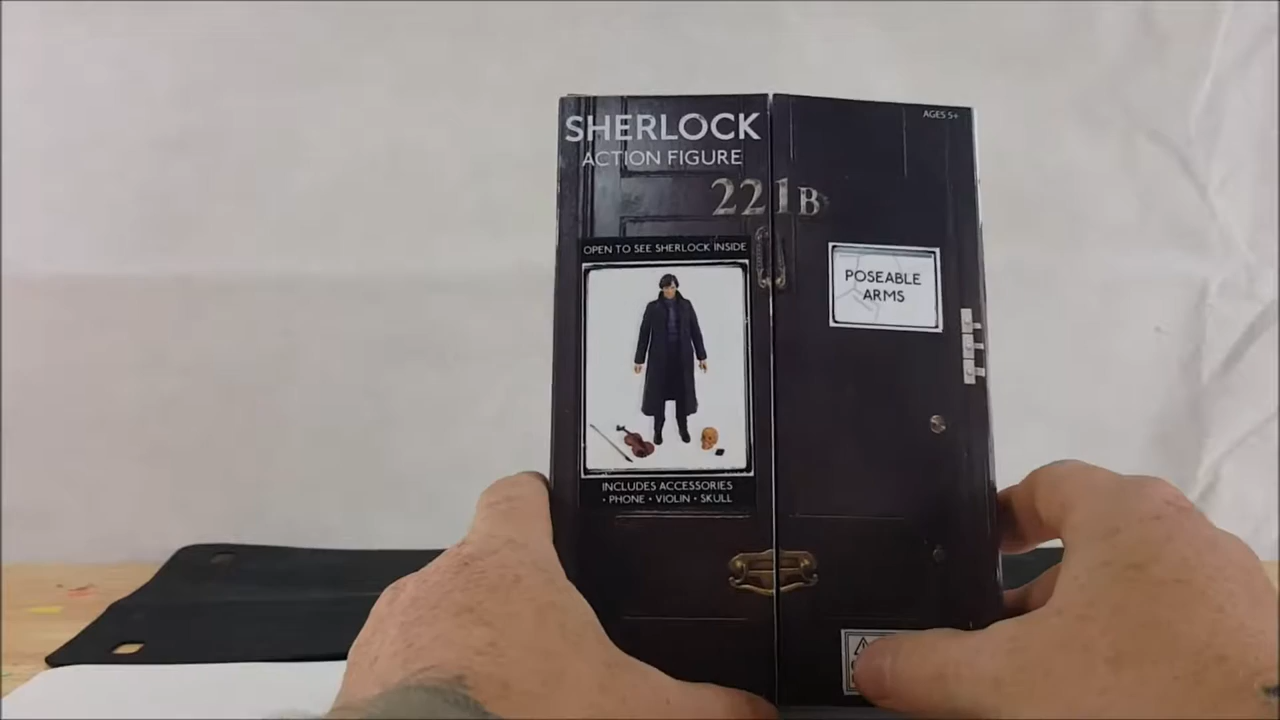 SHERLOCK
ACTION FIGURE
AGES 5+
221B
OPEN TO SEE SHERLOCK INSIDE
POSEABLE
ARMS
INCLUDES ACCESSORIES
• PHONE • VIOLIN • SKULL